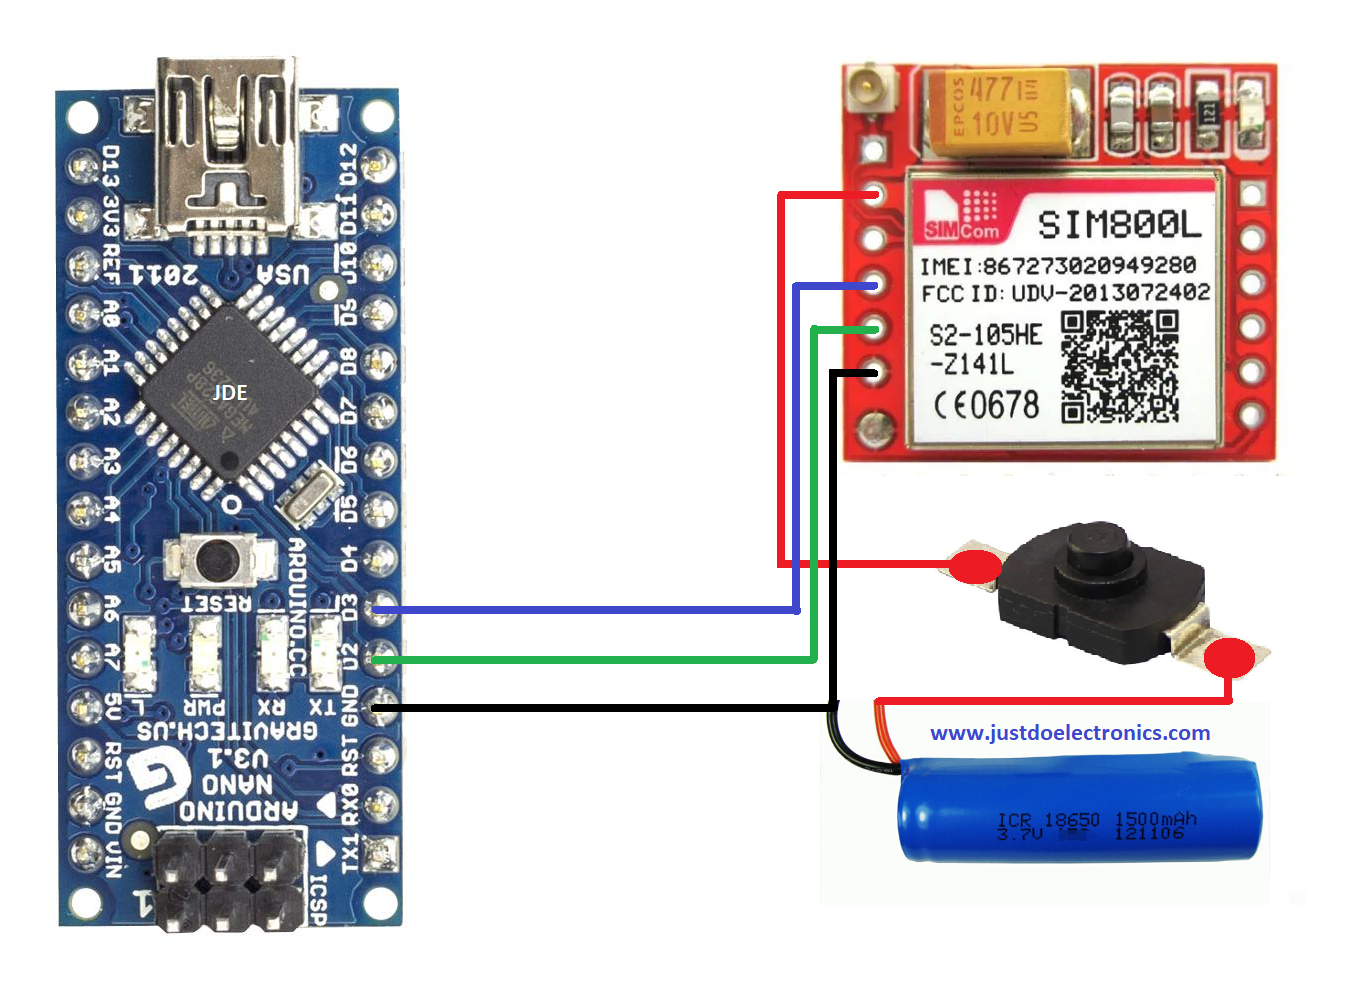 D13
3V3
REF
A0
A1
A2
A3
A4
A5
A6
A7
5V
RST
GND
VIN
D12
D11
D10
D9
D8
D7
D6
D5
D4
D3
D2
GND
RST
RX0
TX1
USA
2011
JDE
RESET
ARDUINO.CC
L
PWR
RX
TX
GRAVITECH.US
ARDUINO
NANO
V3.1
ICSP
1
EPCOS
477
10V
121
SIMCom
SIM800L
IMEI:867273020949280
FCC ID: UDV-2013072402
S2-105HE
-Z141L
CE0678
www.justdoelectronics.com
ICR 18650 1500mAh
3.7V 121106